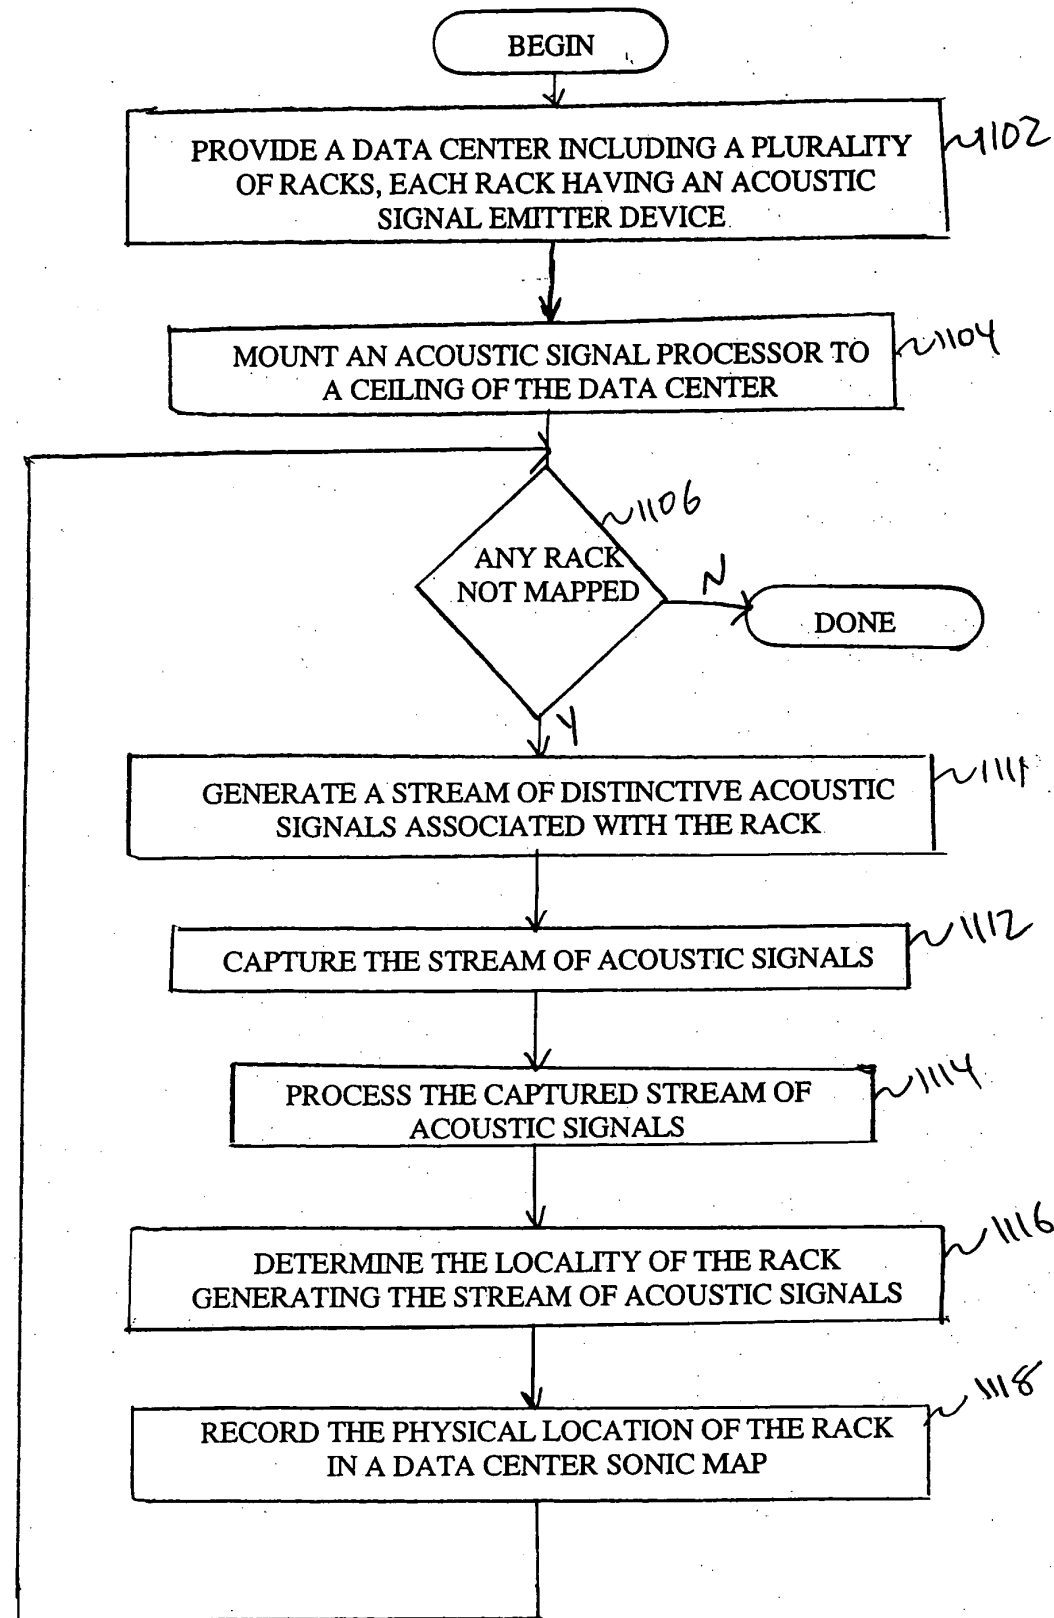 BEGIN
PROVIDE A DATA CENTER INCLUDING A PLURALITY
OF RACKS, EACH RACK HAVING AN ACOUSTIC
SIGNAL EMITTER DEVICE
1102
MOUNT AN ACOUSTIC SIGNAL PROCESSOR TO
A CEILING OF THE DATA CENTER
1104
1106
ANY RACK
NOT MAPPED
N
DONE
Y
GENERATE A STREAM OF DISTINCTIVE ACOUSTIC
SIGNALS ASSOCIATED WITH THE RACK
CAPTURE THE STREAM OF ACOUSTIC SIGNALS
1112
PROCESS THE CAPTURED STREAM OF
ACOUSTIC SIGNALS
1114
DETERMINE THE LOCALITY OF THE RACK
GENERATING THE STREAM OF ACOUSTIC SIGNALS
1116
RECORD THE PHYSICAL LOCATION OF THE RACK
IN A DATA CENTER SONIC MAP
1118